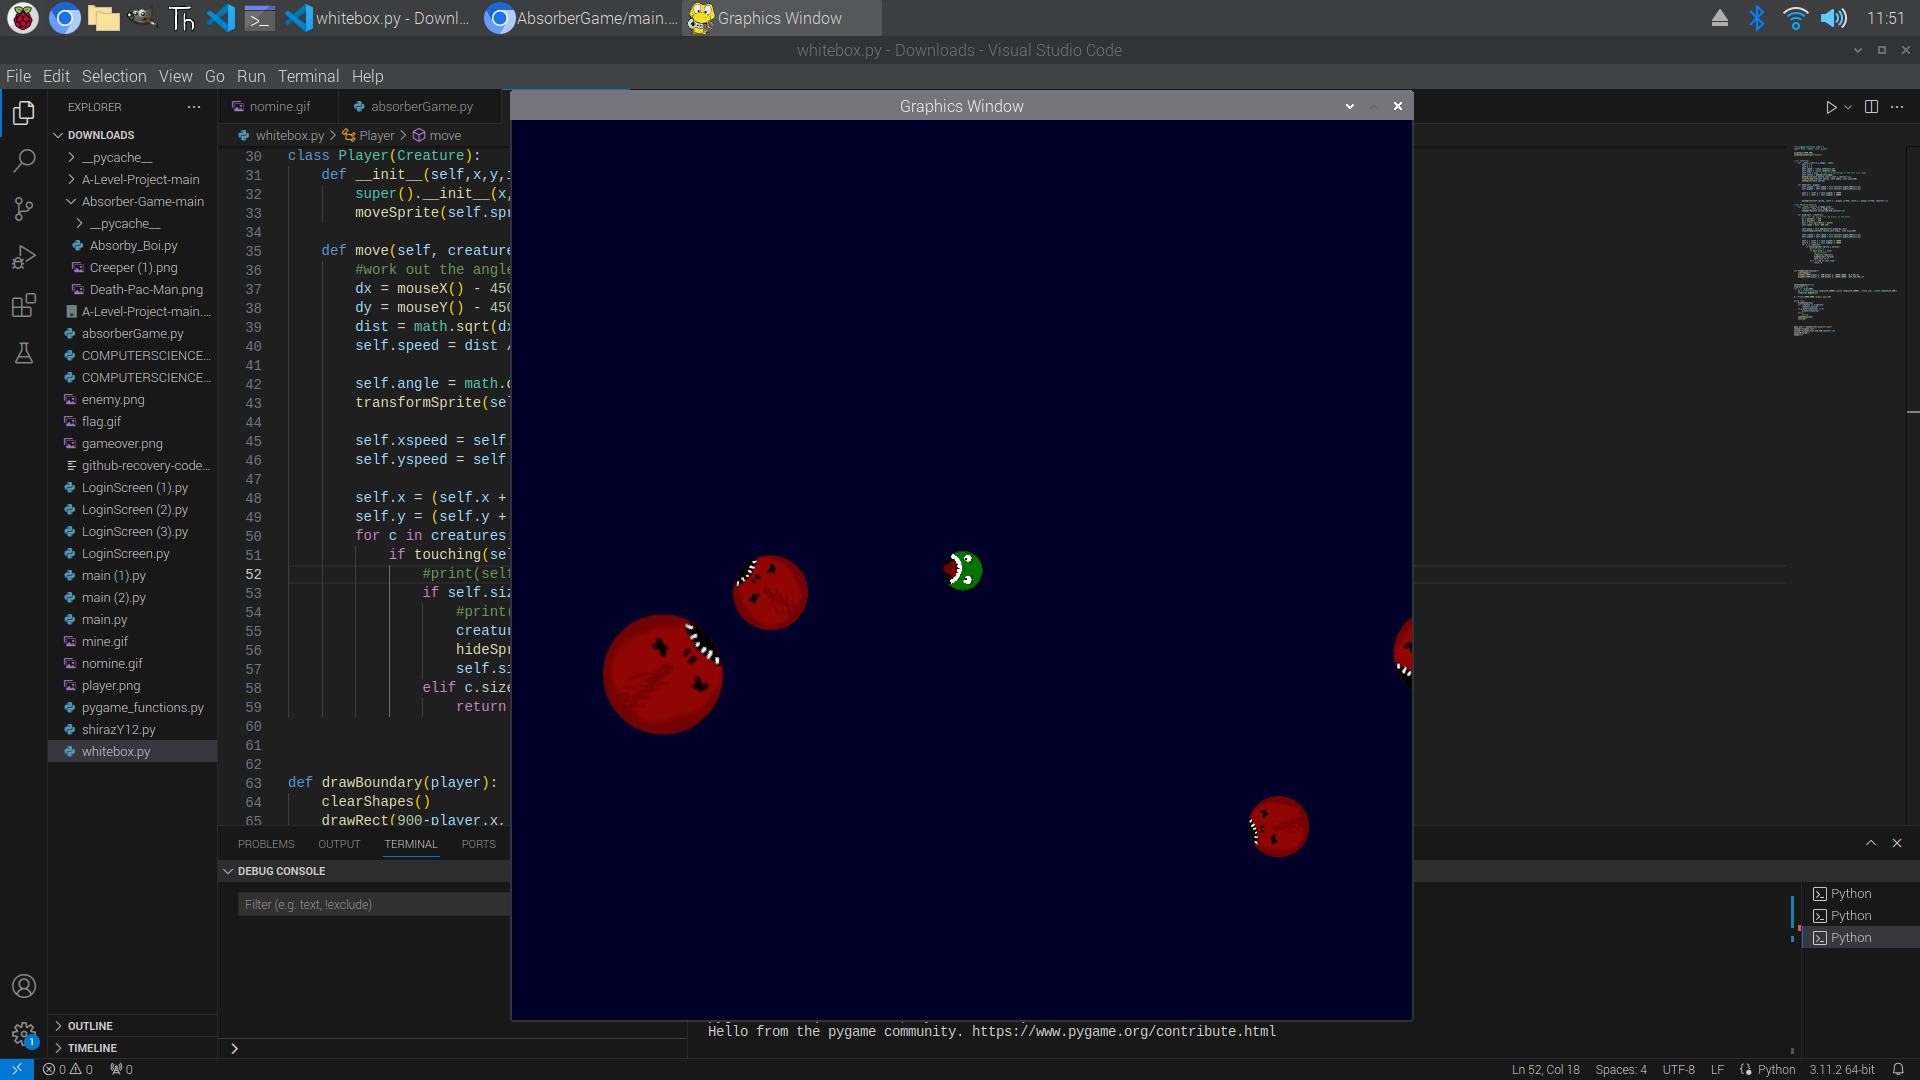 Th
whitebox.py - Downl...
AbsorberGame/main....
Graphics Window
11:51
whitebox.py - Downloads - Visual Studio Code
File Edit Selection View Go Run Terminal Help
EXPLORER
nomine.gif
absorberGame.py
Graphics Window
DOWNLOADS
whitebox.py > Player > move
__pycache__
A-Level-Project-main
Absorber-Game-main
__pycache__
Absorby_Boi.py
Creeper (1).png
Death-Pac-Man.png
A-Level-Project-main....
absorberGame.py
COMPUTERSCIENCE...
COMPUTERSCIENCE...
enemy.png
flag.gif
gameover.png
github-recovery-code...
LoginScreen (1).py
LoginScreen (2).py
LoginScreen (3).py
LoginScreen.py
main (1).py
main (2).py
main.py
mine.gif
nomine.gif
player.png
pygame_functions.py
shirazY12.py
whitebox.py
OUTLINE
TIMELINE
30 class Player(Creature):
31 def __init__(self,x,y,
32 super().__init__(x,
33 moveSprite(self.spr
34
35 def move(self, creature
36 #work out the angle
37 dx = mouseX() - 450
38 dy = mouseY() - 450
39 dist = math.sqrt(dx
40 self.speed = dist /
41
42 self.angle = math.
43 transformSprite(sel
44
45 self.xspeed = self.
46 self.yspeed = self.
47
48 self.x = (self.x +
49 self.y = (self.y +
50 for c in creatures
51 if touching(sel
52 #print(self
53 if self.siz
54 #print(
55 creatur
56 hideSpr
57 self.si
58 elif c.size
59 return
60
61
62
63 def drawBoundary(player):
64 clearShapes()
65 drawRect(900-player.x,
PROBLEMS OUTPUT TERMINAL PORTS
DEBUG CONSOLE
Filter (e.g. text, !exclude)
Hello from the pygame community. https://www.pygame.org/contribute.html
Python
Python
Python
1
0 0 0
Ln 52, Col 18 Spaces: 4 UTF-8 LF Python 3.11.2 64-bit